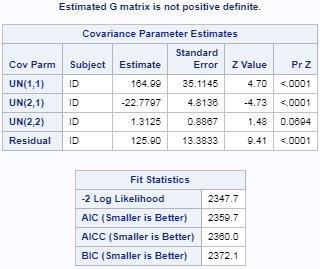 Estimated G matrix is not positive definite.
Covariance Parameter Estimates
Cov Parm Subject Estimate Standard Error Z Value Pr Z
UN(1,1) ID 164.99 35.1145 4.70 <.0001
UN(2,1) ID -22.7797 4.8136 -4.73 <.0001
UN(2,2) ID 1.3125 0.8867 1.48 0.0694
Residual ID 125.90 13.3833 9.41 <.0001
Fit Statistics
-2 Log Likelihood 2347.7
AIC (Smaller is Better) 2359.7
AICC (Smaller is Better) 2360.0
BIC (Smaller is Better) 2372.1